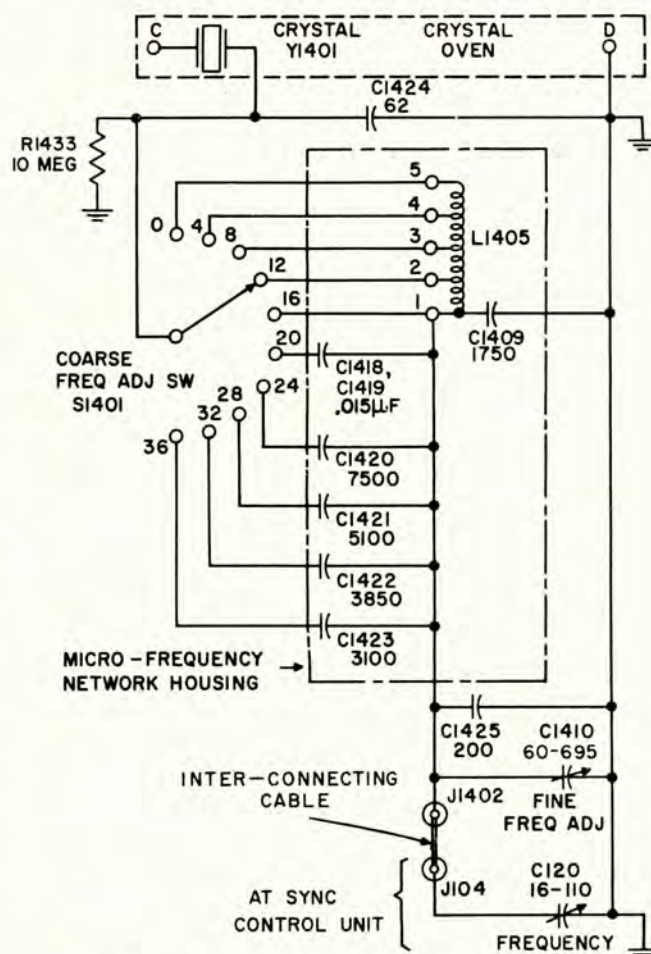 C CRYSTAL CRYSTAL D
Y1401 OVEN
C1424
62
R1433
10 MEG
5
0 4 4
8 3 L1405
12 2
16 1
C1409
1750
20
COARSE
FREQ ADJ SW
S1401
C1418,
C1419
.015µF
24
28
32
36
C1420
7500
C1421
5100
C1422
3850
C1423
3100
MICRO-FREQUENCY
NETWORK HOUSING
C1425 C1410
200 60-695
INTER-CONNECTING
CABLE
J1402 FINE
FREQ ADJ
J104 C120
16-110
AT SYNC
CONTROL UNIT
FREQUENCY